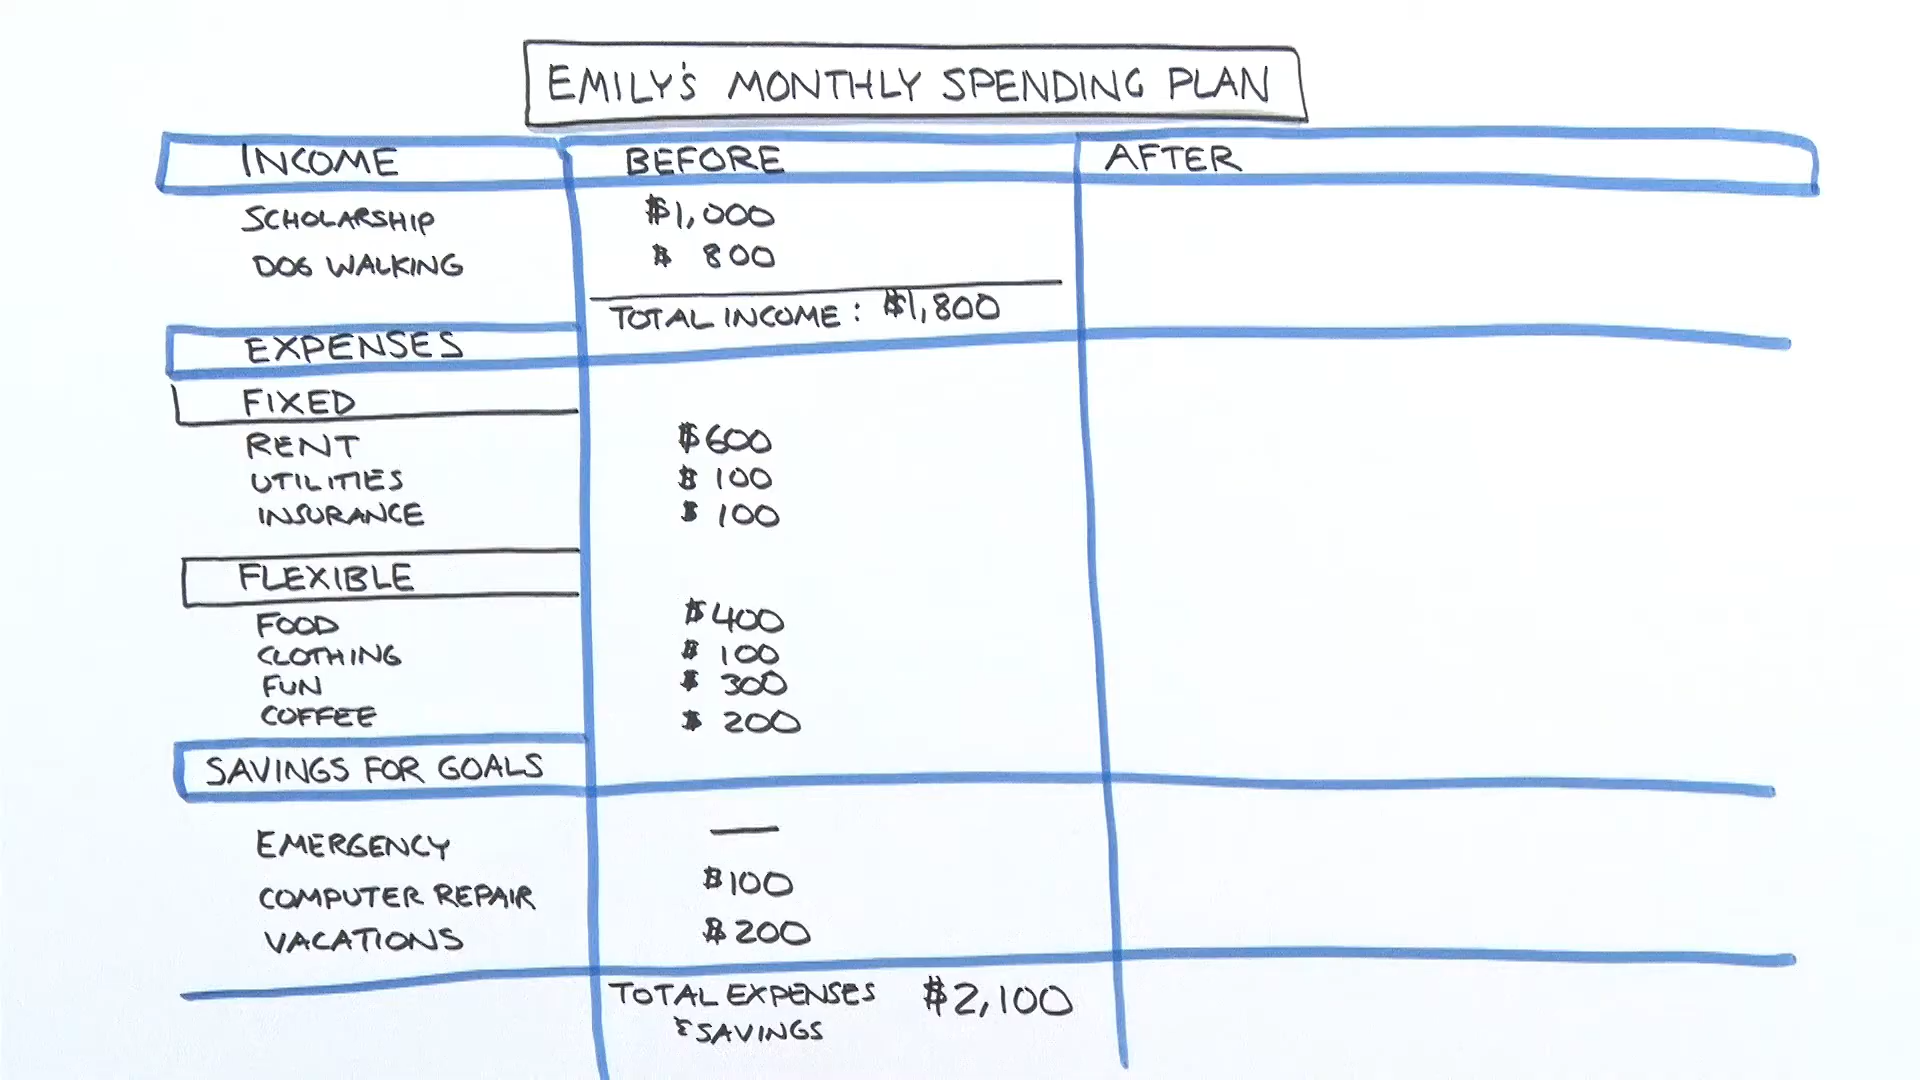 EMILY'S MONTHLY SPENDING PLAN
INCOME BEFORE AFTER
SCHOLARSHIP $1,000
DOG WALKING $ 800
TOTAL INCOME: $1,800
EXPENSES
FIXED
RENT $600
UTILITIES $ 100
INSURANCE $ 100
FLEXIBLE
FOOD $400
CLOTHING $ 100
FUN $ 300
COFFEE $ 200
SAVINGS FOR GOALS
EMERGENCY —
COMPUTER REPAIR $100
VACATIONS $200
TOTAL EXPENSES $2,100
& SAVINGS